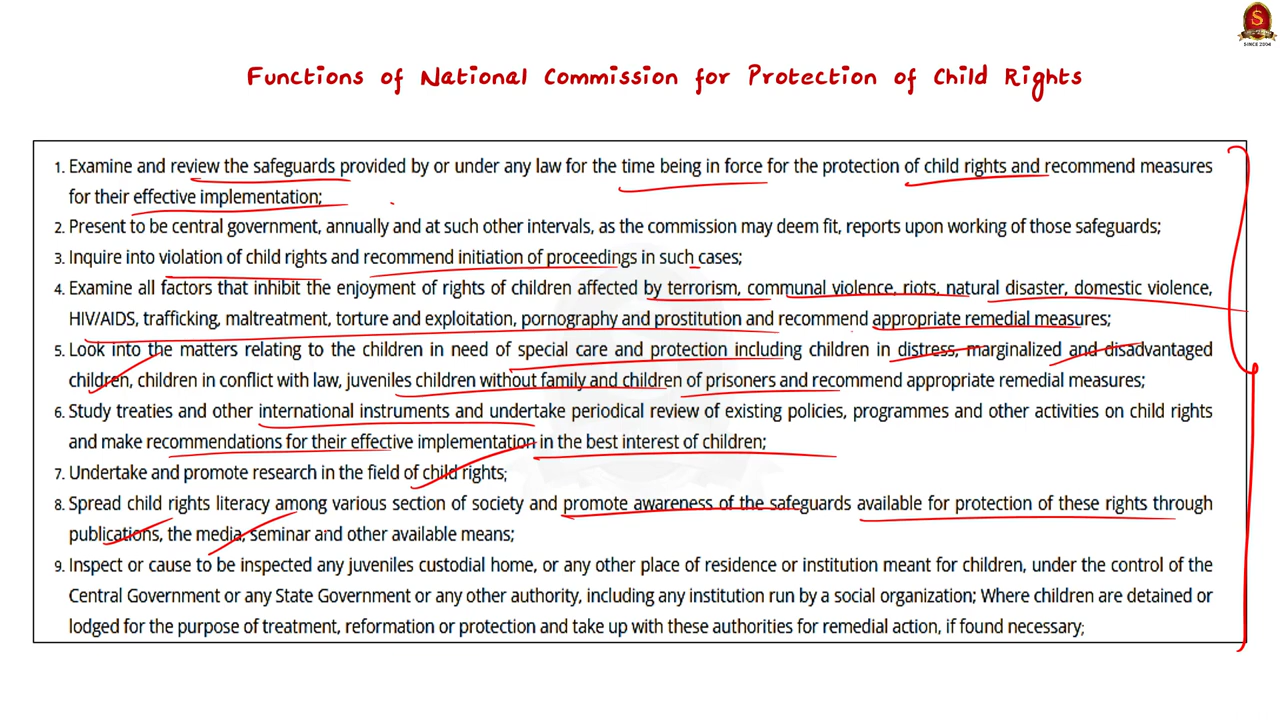 S
SINCE 2004
Functions of National Commission for Protection of Child Rights
1. Examine and review the safeguards provided by or under any law for the time being in force for the protection of child rights and recommend measures
for their effective implementation;
2. Present to be central government, annually and at such other intervals, as the commission may deem fit, reports upon working of those safeguards;
3. Inquire into violation of child rights and recommend initiation of proceedings in such cases;
4. Examine all factors that inhibit the enjoyment of rights of children affected by terrorism, communal violence, riots, natural disaster, domestic violence,
HIV/AIDS, trafficking, maltreatment, torture and exploitation, pornography and prostitution and recommend appropriate remedial measures;
5. Look into the matters relating to the children in need of special care and protection including children in distress, marginalized and disadvantaged
children, children in conflict with law, juveniles children without family and children of prisoners and recommend appropriate remedial measures;
6. Study treaties and other international instruments and undertake periodical review of existing policies, programmes and other activities on child rights
and make recommendations for their effective implementation in the best interest of children;
7. Undertake and promote research in the field of child rights;
8. Spread child rights literacy among various section of society and promote awareness of the safeguards available for protection of these rights through
publications, the media, seminar and other available means;
9. Inspect or cause to be inspected any juveniles custodial home, or any other place of residence or institution meant for children, under the control of the
Central Government or any State Government or any other authority, including any institution run by a social organization; Where children are detained or
lodged for the purpose of treatment, reformation or protection and take up with these authorities for remedial action, if found necessary;